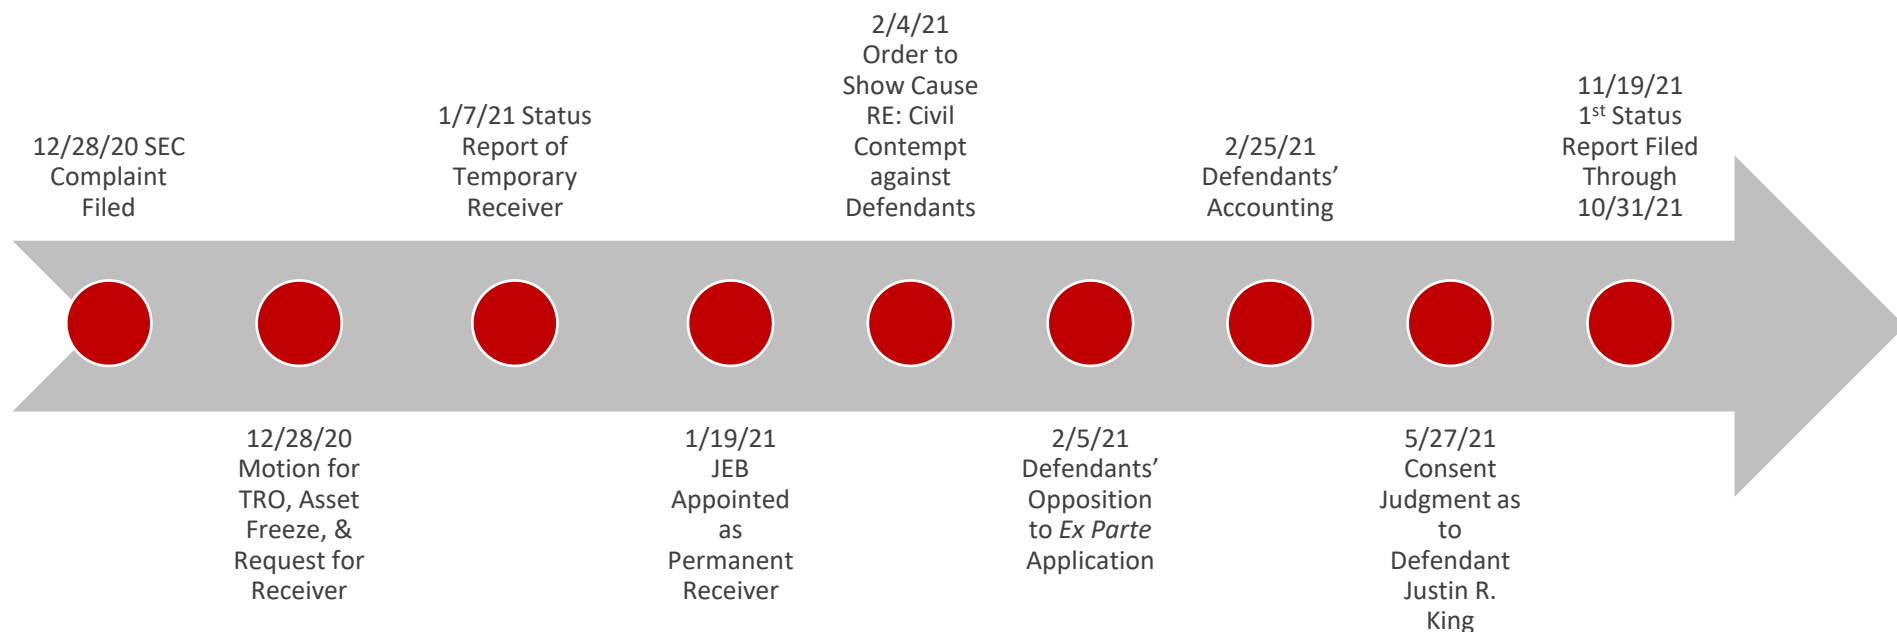 12/28/20 SEC
Complaint
Filed
12/28/20
Motion for
TRO, Asset
Freeze, &
Request for
Receiver
1/7/21 Status
Report of
Temporary
Receiver
1/19/21
JEB
Appointed
as
Permanent
Receiver
2/4/21
Order to
Show Cause
RE: Civil
Contempt
against
Defendants
2/5/21
Defendants’
Opposition
to Ex Parte
Application
2/25/21
Defendants’
Accounting
5/27/21
Consent
Judgment as
to
Defendant
Justin R.
King
11/19/21
1st Status
Report Filed
Through
10/31/21